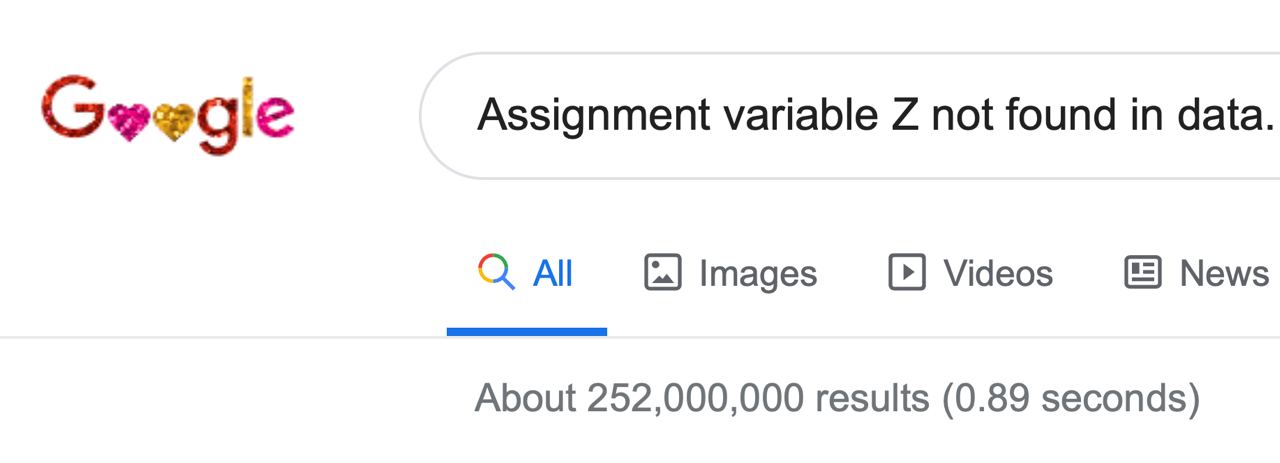 Google
Assignment variable Z not found in data.
All Images Videos News
About 252,000,000 results (0.89 seconds)